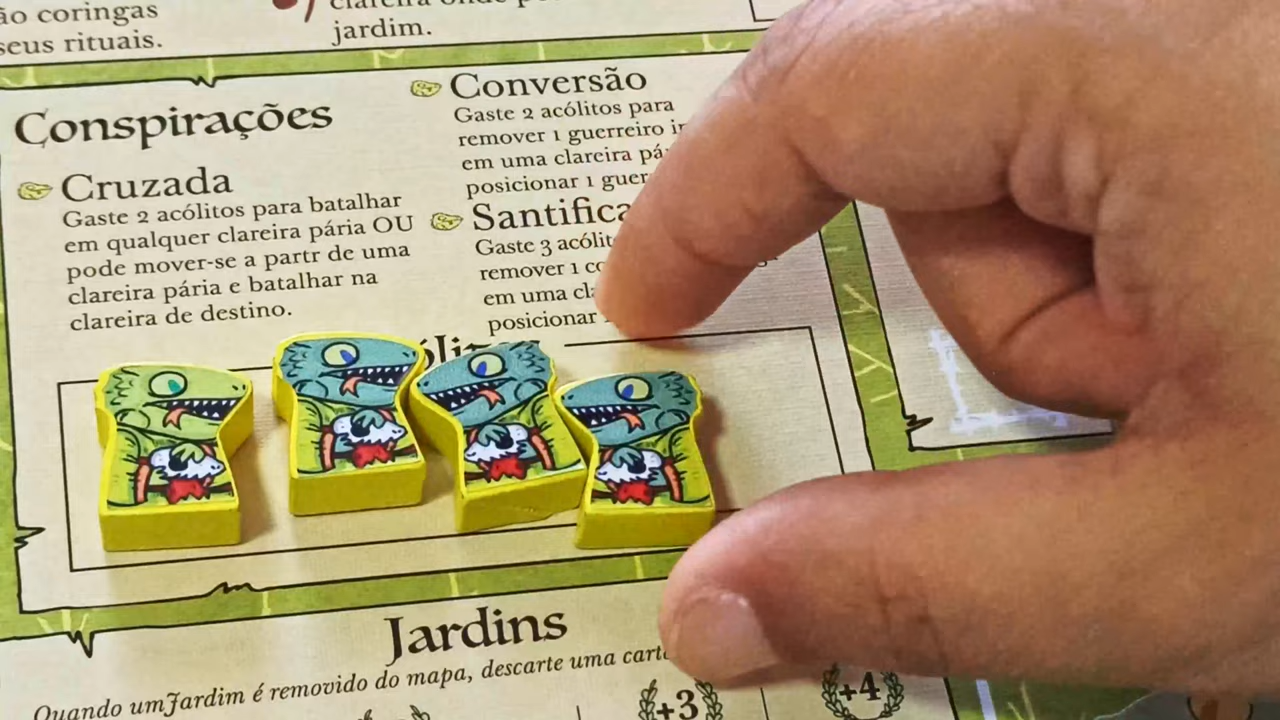 ão coringas
seus rituais.
jardim.
Conspirações
Cruzada
Gaste 2 acólitos para batalhar
em qualquer clareira pária OU
pode mover-se a partr de uma
clareira pária e batalhar na
clareira de destino.
Conversão
Gaste 2 acólitos para
remover 1 guerreiro
em uma clareira
posicionar 1
Santifica
Gaste 3
remover 1
em uma
posicionar
Jardins
Quando um Jardim é removido do mapa, descarte uma
+3
+4